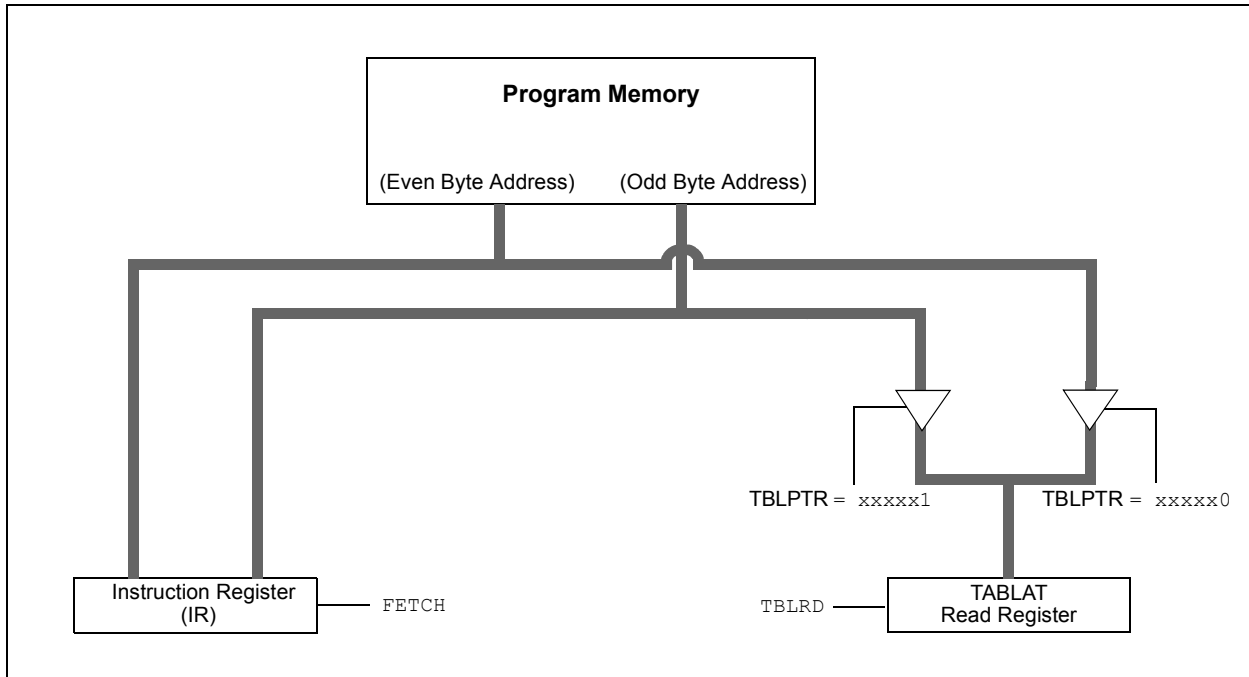 Program Memory
(Even Byte Address) (Odd Byte Address)
TBLPTR = xxxxx1 TBLPTR = xxxxx0
Instruction Register
(IR)
FETCH
TBLRD
TABLAT
Read Register